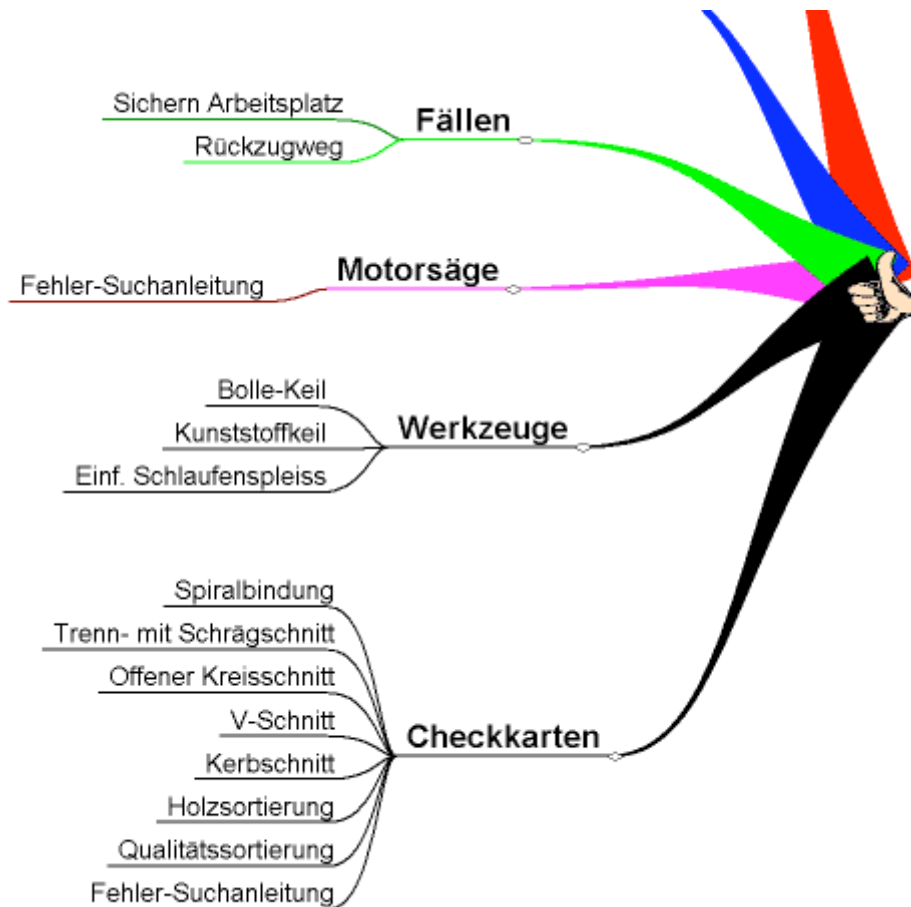 Sichern Arbeitsplatz
Rückzugweg
Fällen
Fehler-Suchanleitung
Motorsäge
Bolle-Keil
Kunststoffkeil
Einf. Schlaufenspleiss
Werkzeuge
Spiralbindung
Trenn- mit Schrägschnitt
Offener Kreisschnitt
V-Schnitt
Kerbschnitt
Holzsortierung
Qualitätssortierung
Fehler-Suchanleitung
Checkkarten